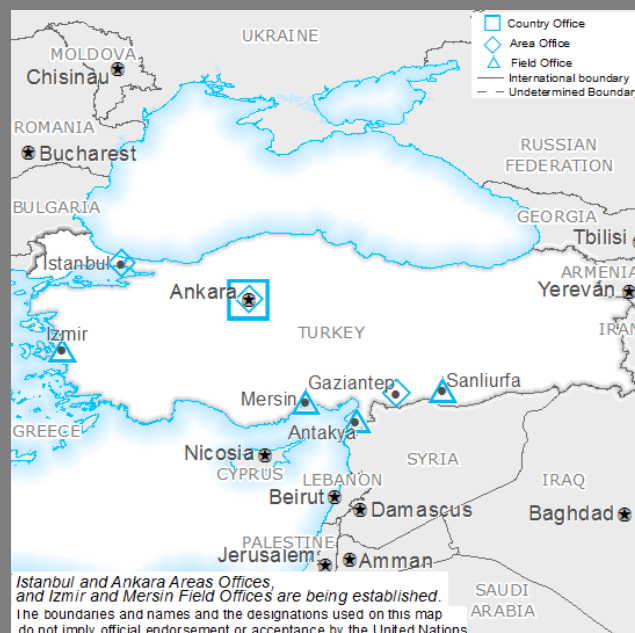 UKRAINE
Country Office
Area Office
Field Office
International boundary
Undetermined Boundary
MOLDOVA
Chisinau
ROMANIA
Bucharest
RUSSIAN
FEDERATION
BULGARIA
GEORGIA
Tbilisi
Istanbul
ARMENIA
Ankara
Yereván
IRAN
Izmir
TURKEY
Gaziantep
Sanliurfa
Mersin
Antakya
GREECE
Nicosia
CYPRUS
SYRIA
LEBANON
IRAQ
Beirut
Damascus
Baghdad
PALESTINE
Jerusalem
Amman
Istanbul and Ankara Areas Offices,
and Izmir and Mersin Field Offices are being established.
SAUDI
ARABIA
The boundaries and names and the designations used on this map
do not imply official endorsement or acceptance by the United Nations